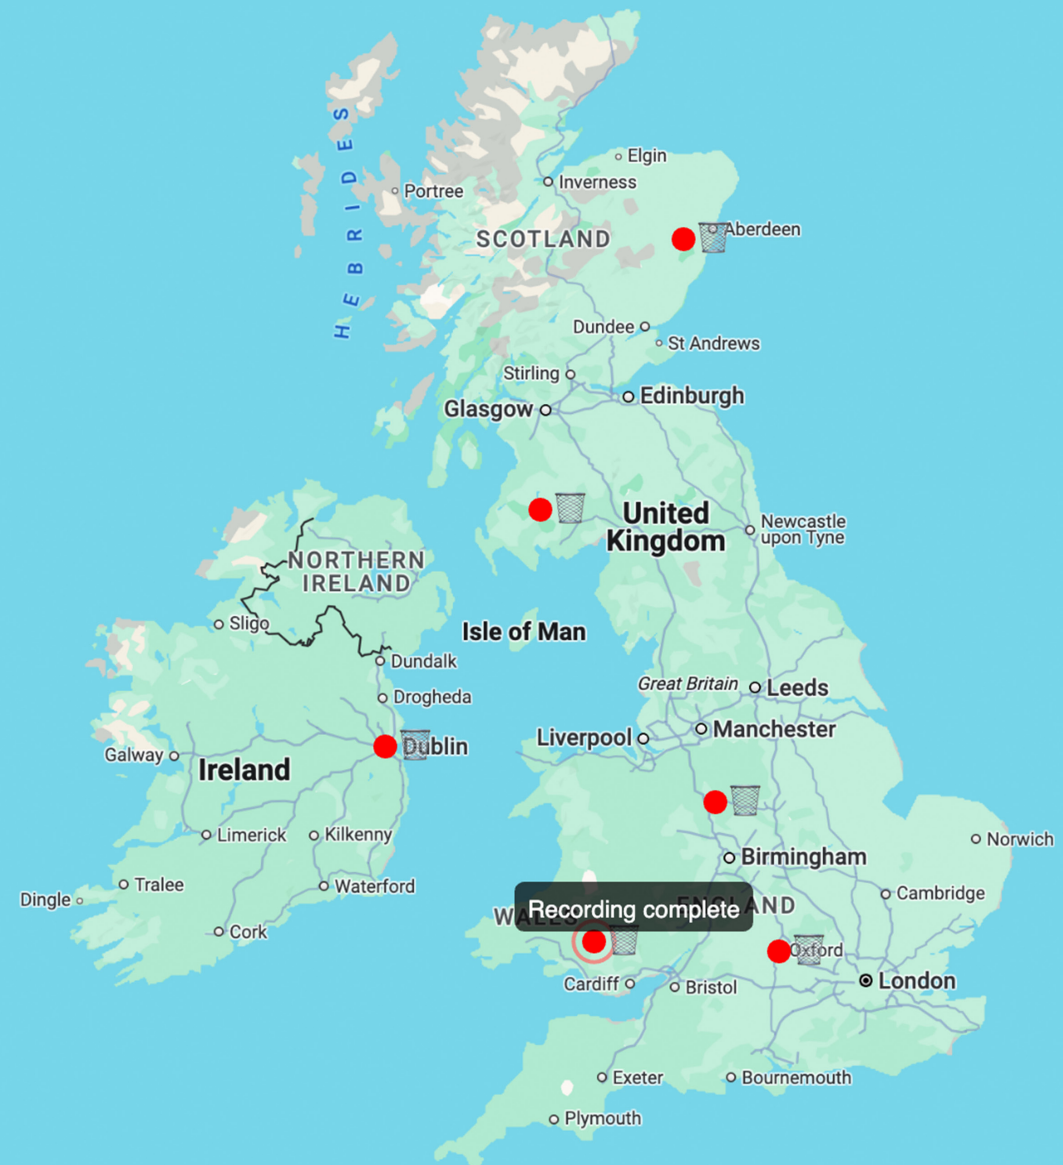 HEBRIDES
Elgin
Inverness
Portree
SCOTLAND
Aberdeen
Dundee
St Andrews
Stirling
Edinburgh
Glasgow
United
Kingdom
Newcastle
upon Tyne
NORTHERN
IRELAND
Sligo
Isle of Man
Dundalk
Great Britain
Leeds
Drogheda
Manchester
Liverpool
Dublin
Galway
Ireland
Limerick
Kilkenny
Norwich
Birmingham
Tralee
Waterford
Dingle
Cambridge
WALES
ENGLAND
Recording complete
Cork
Oxford
Cardiff
Bristol
London
Exeter
Bournemouth
Plymouth